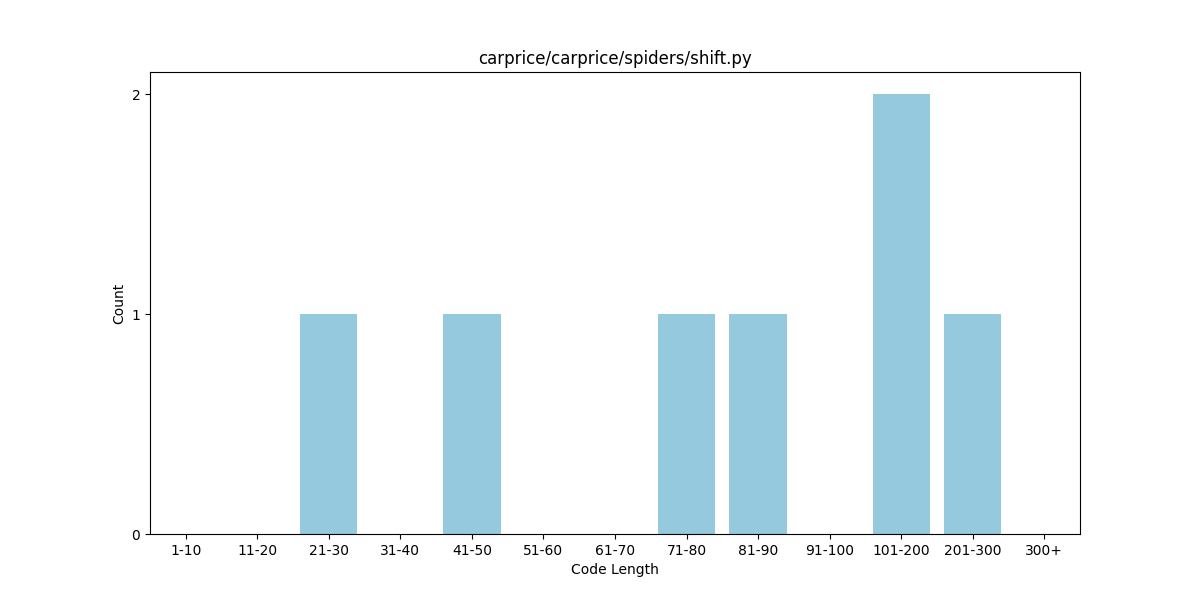 carprice/carprice/spiders/shift.py
2
1
0
Count
1-10 11-20 21-30 31-40 41-50 51-60 61-70 71-80 81-90 91-100 101-200 201-300 300+
Code Length